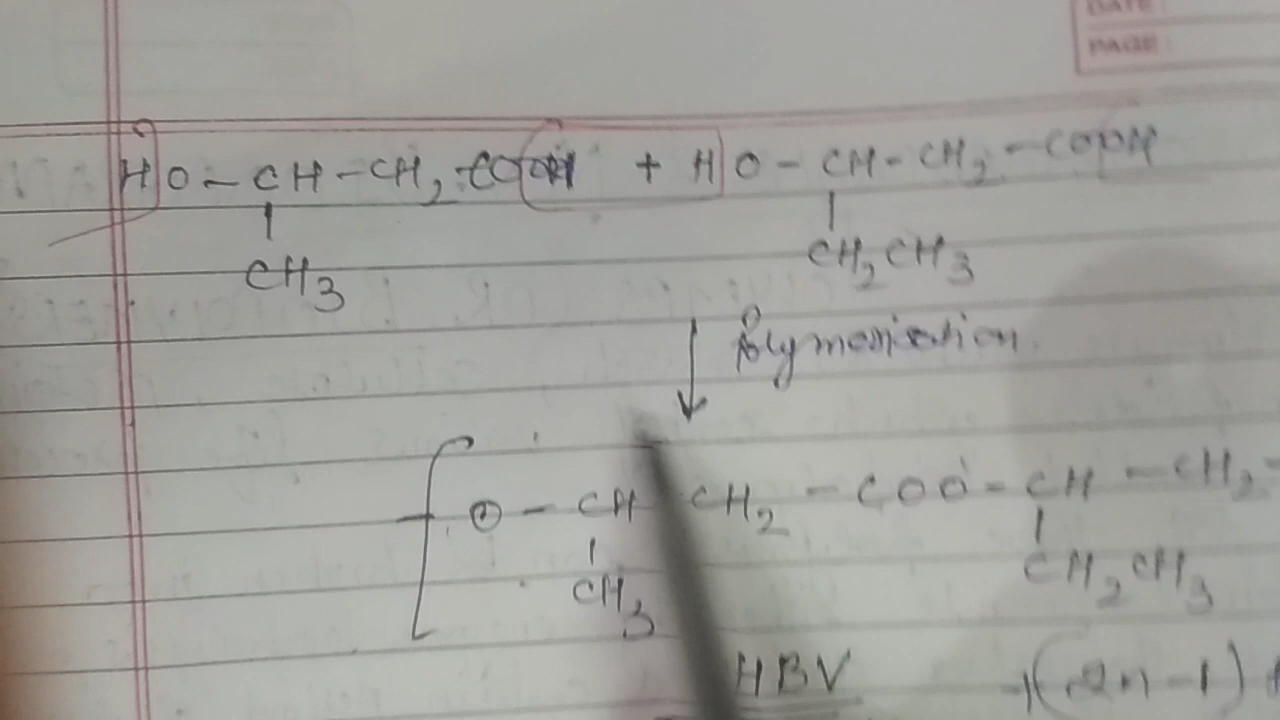 DATE :
PAGE :
HO - CH - CH2 - COOH + HO - CH - CH2 - COOH
CH3 CH2CH3
Polymerisation
O - CH CH2 - COO - CH - CH2 -
CH3 CH2CH3
HBV -1(2n-1)